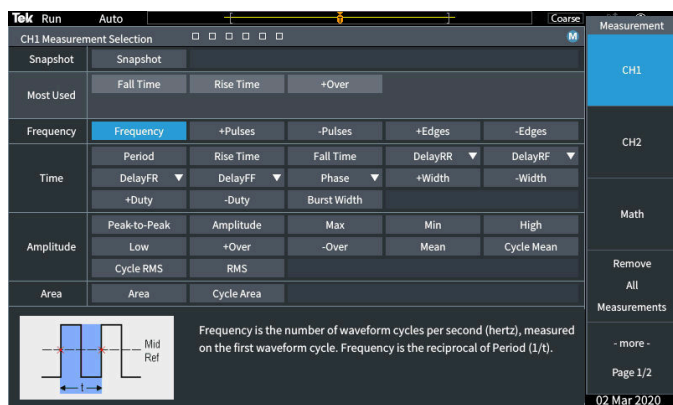 Tek Run Auto Coarse
CH1 Measurement Selection M
Measurement
Snapshot Snapshot
CH1
Most Used Fall Time Rise Time +Over
Frequency Frequency +Pulses -Pulses +Edges -Edges
CH2
Time Period Rise Time Fall Time DelayRR DelayRF
DelayFR DelayFF Phase +Width -Width
+Duty -Duty Burst Width
Math
Amplitude Peak-to-Peak Amplitude Max Min High
Low +Over -Over Mean Cycle Mean
Cycle RMS RMS
Remove
All
Measurements
Area Area Cycle Area
Mid
Ref
t
Frequency is the number of waveform cycles per second (hertz), measured
on the first waveform cycle. Frequency is the reciprocal of Period (1/t).
- more -
Page 1/2
02 Mar 2020